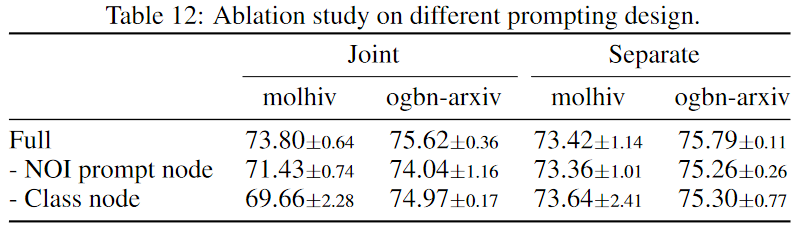 Table 12: Ablation study on different prompting design.
Joint Separate
molhiv ogbn-arxiv molhiv ogbn-arxiv
Full 73.80±0.64 75.62±0.36 73.42±1.14 75.79±0.11
- NOI prompt node 71.43±0.74 74.04±1.16 73.36±1.01 75.26±0.26
- Class node 69.66±2.28 74.97±0.17 73.64±2.41 75.30±0.77